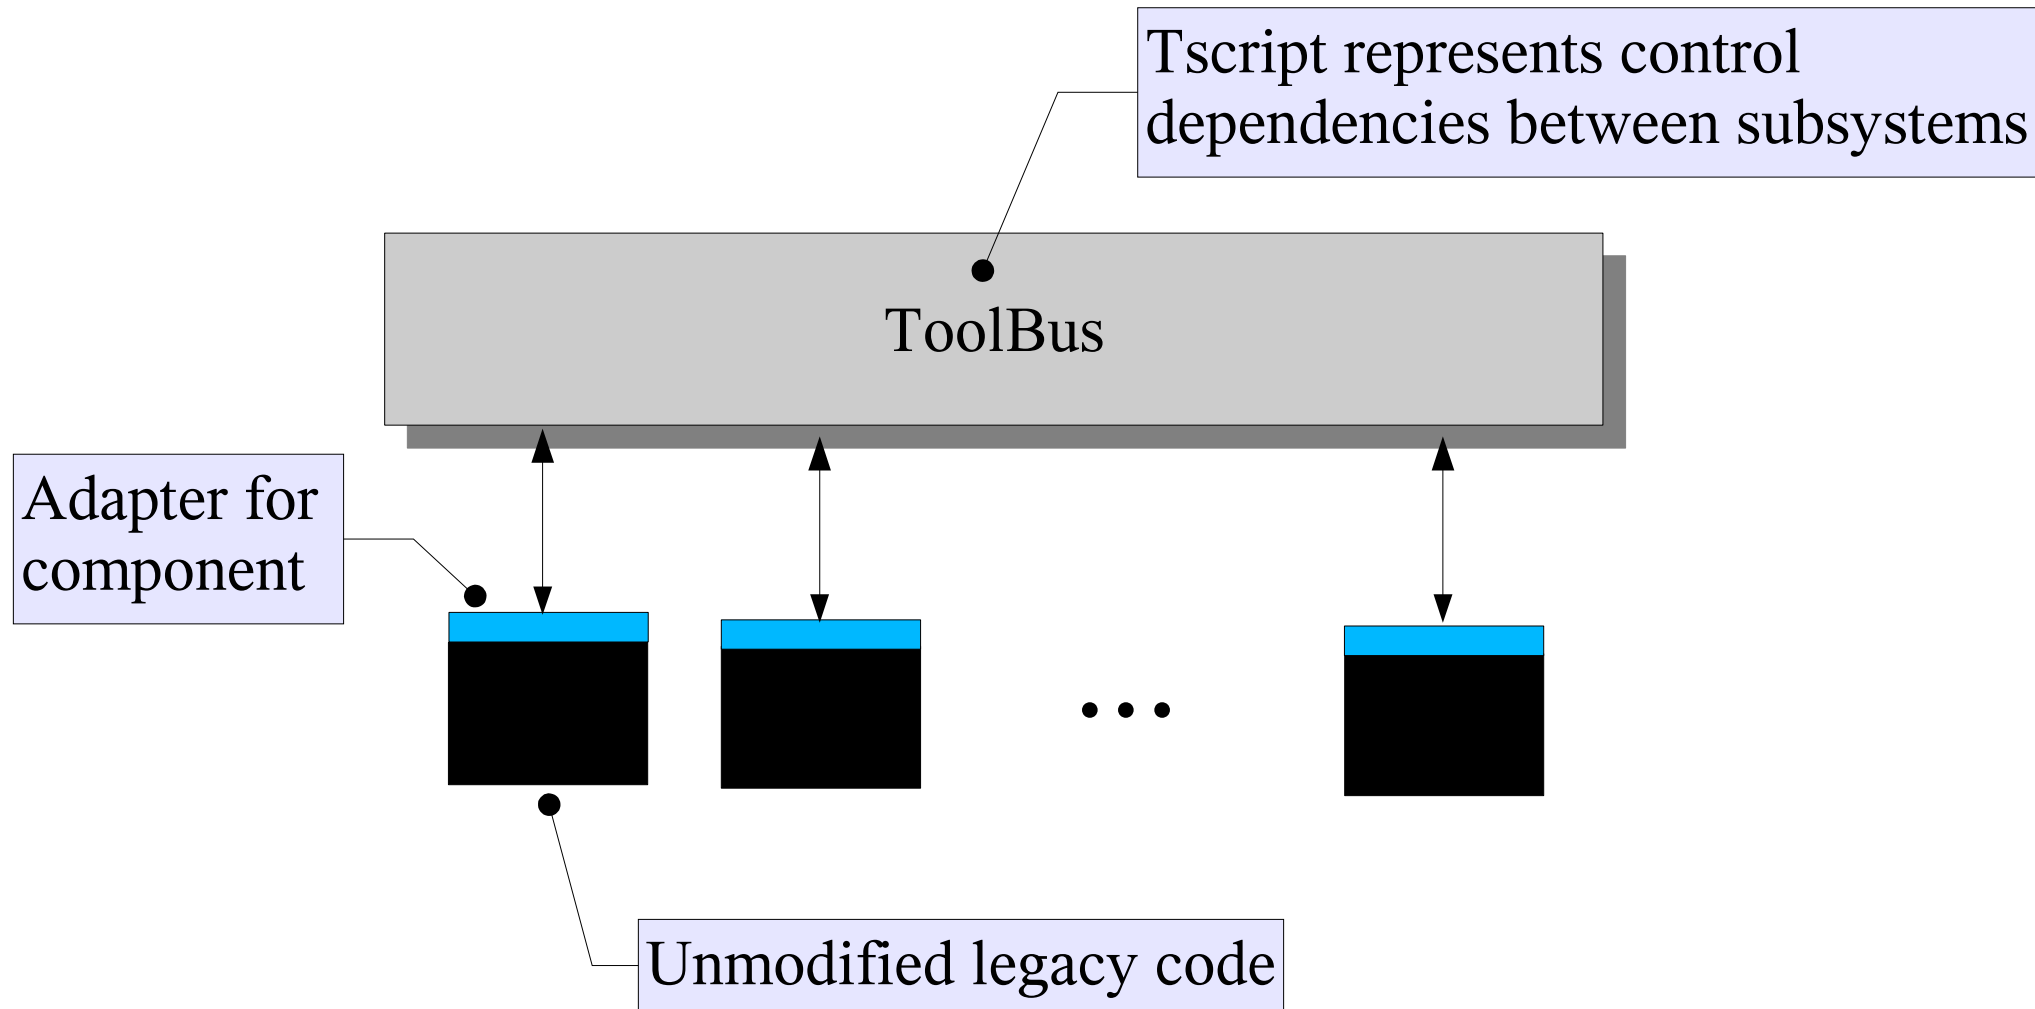 Tscript represents control
dependencies between subsystems
ToolBus
Adapter for
component
Unmodified legacy code